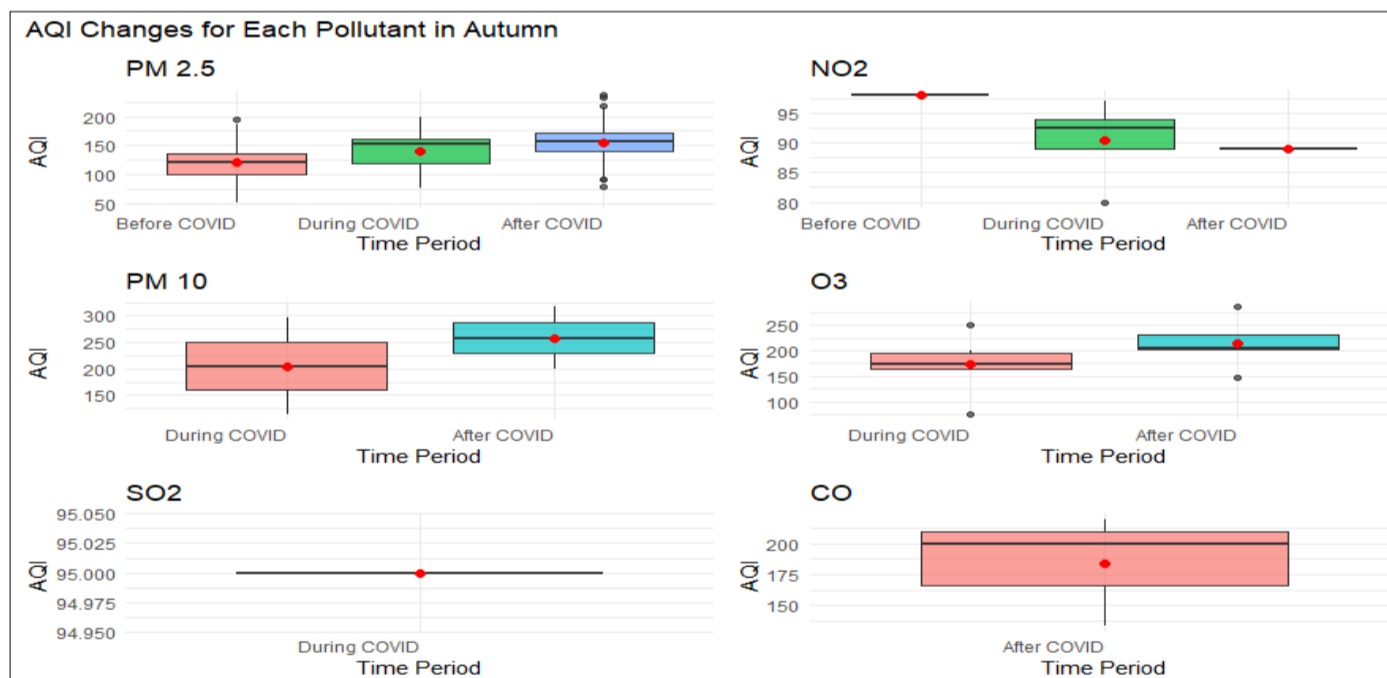 AQI Changes for Each Pollutant in Autumn
PM 2.5
AQI
200
150
100
50
Before COVID During COVID After COVID
Time Period
NO2
AQI
95
90
85
80
Before COVID During COVID After COVID
Time Period
PM 10
AQI
300
250
200
150
During COVID After COVID
Time Period
O3
AQI
250
200
150
100
During COVID After COVID
Time Period
SO2
AQI
95.050
95.025
95.000
94.975
94.950
During COVID
Time Period
CO
AQI
200
175
150
After COVID
Time Period